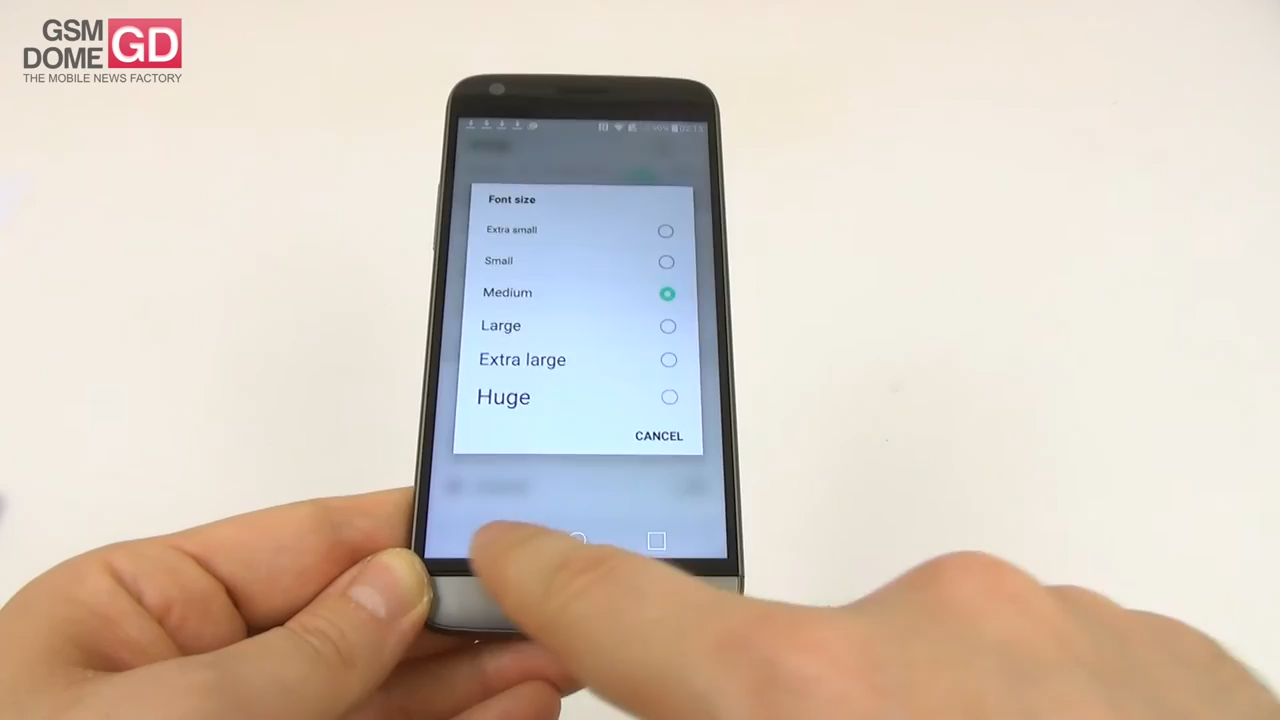 GSM
DOME GD
THE MOBILE NEWS FACTORY
Font size
Extra small
Small
Medium
Large
Extra large
Huge
CANCEL